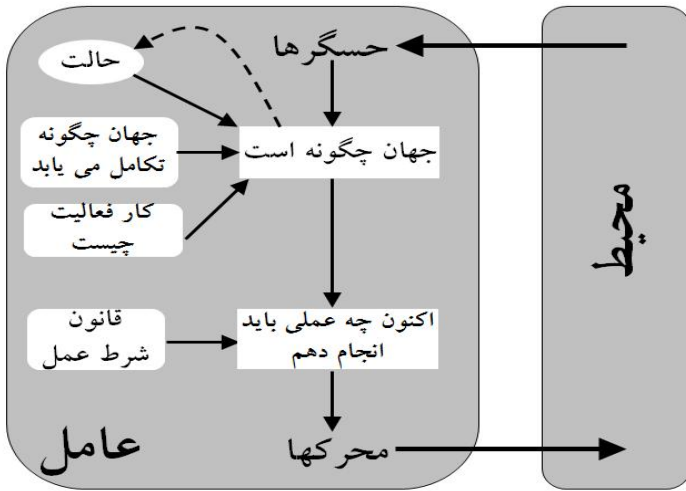 حسگرها
حالت
جهان چگونه است
جهان چگونه
تکامل می یابد
کار فعالیت
چیست
اکنون چه عملی باید
انجام دهم
قانون
شرط عمل
محرکها
عامل
محیط